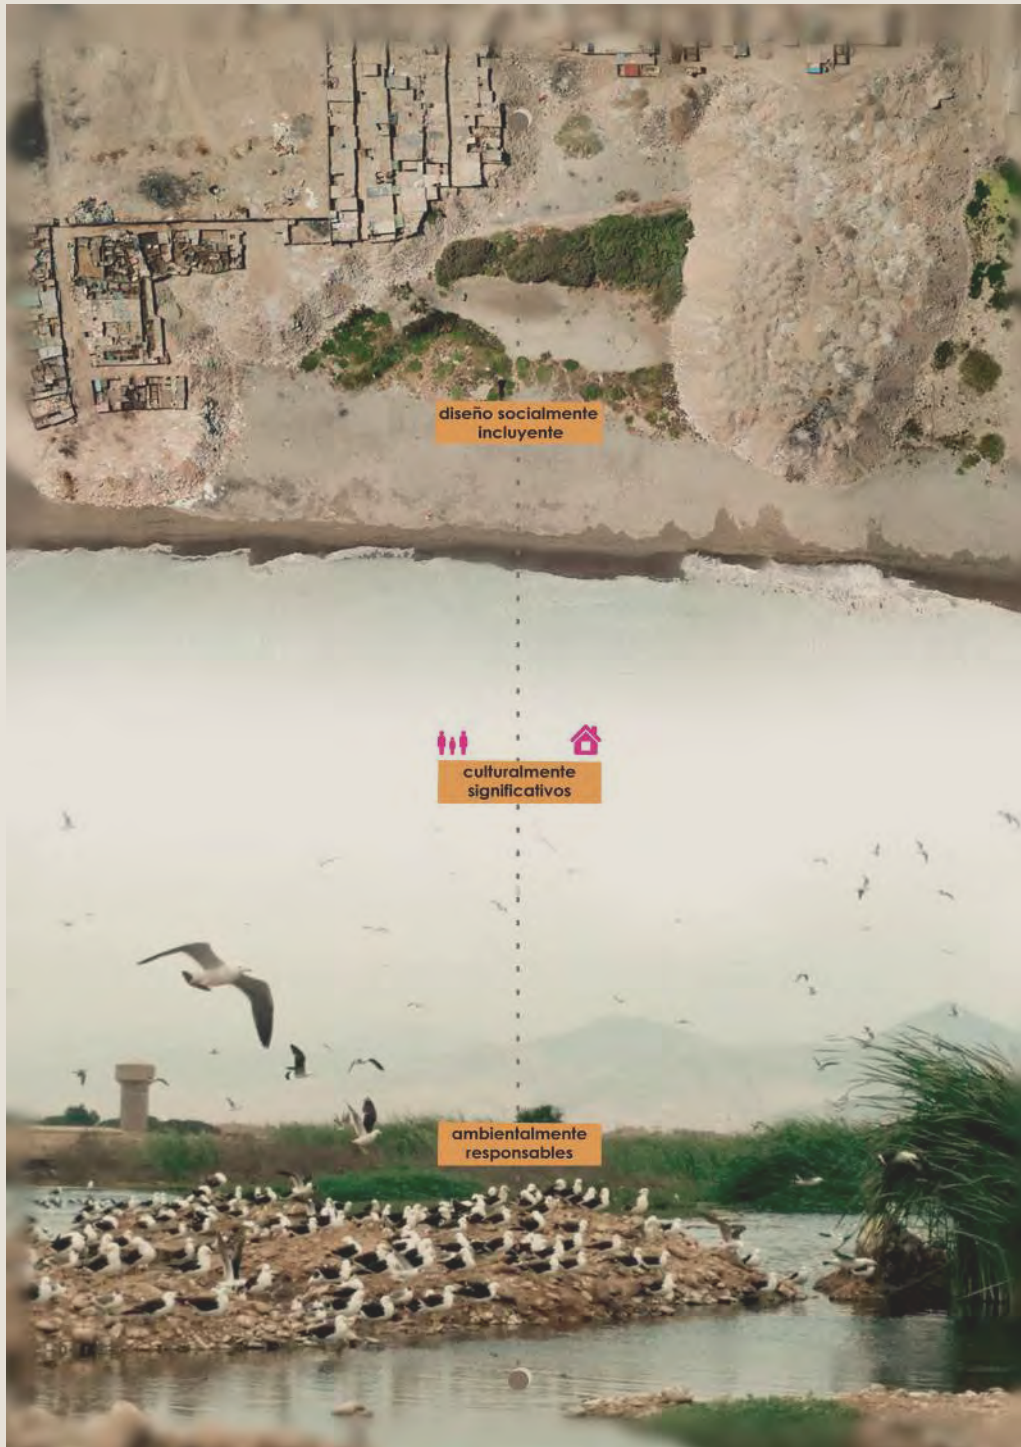 diseño socialmente
incluyente
culturalmente
significativos
ambientalmente
responsables